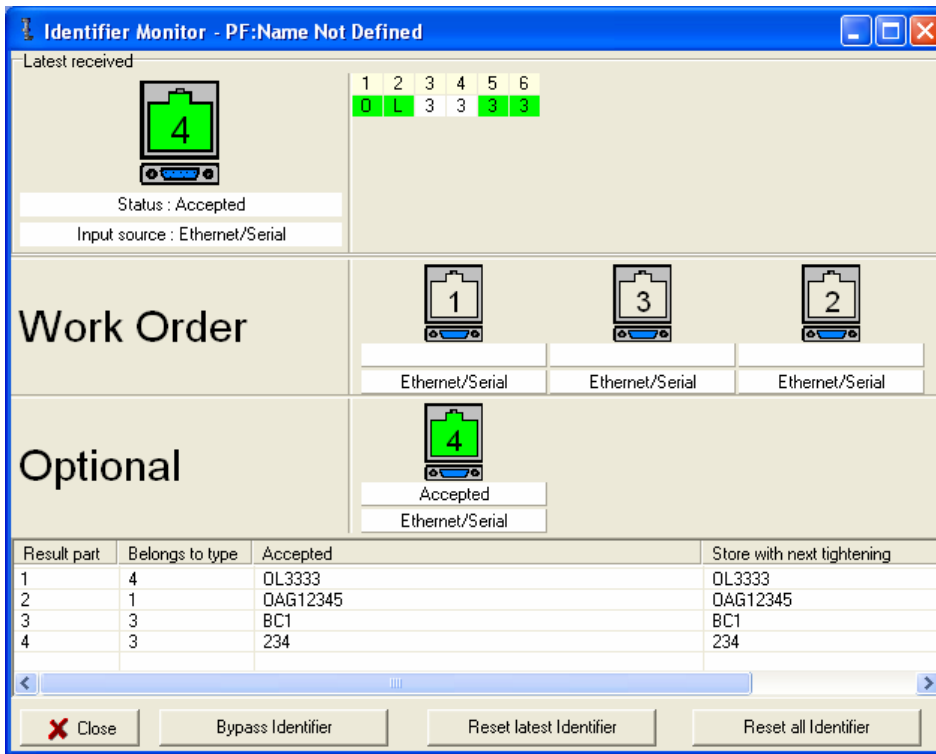 Identifier Monitor - PF:Name Not Defined
Latest received
1 2 3 4 5 6
O L 3 3 3 3
4
Status : Accepted
Input source : Ethernet/Serial
Work Order
1 3 2
Ethernet/Serial Ethernet/Serial Ethernet/Serial
Optional
4
Accepted
Ethernet/Serial
Result part Belongs to type Accepted Store with next tightening
1 4 OL3333 OL3333
2 1 OAG12345 OAG12345
3 3 BC1 BC1
4 3 234 234
Close Bypass Identifier Reset latest Identifier Reset all Identifier